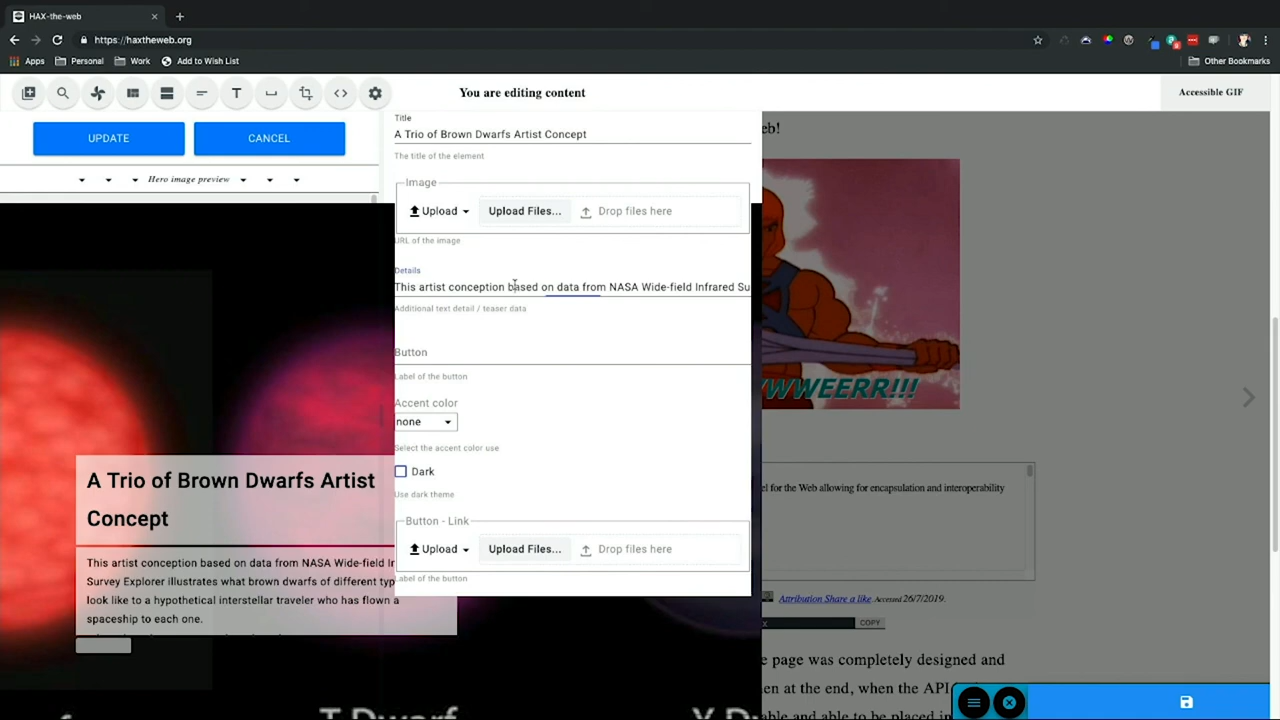 HAX-the-web
https://haxtheweb.org
Apps
Personal
Work
Add to Wish List
Other Bookmarks
You are editing content
Accessible GIF
UPDATE
CANCEL
Hero image preview
Title
A Trio of Brown Dwarfs Artist Concept
The title of the element
Image
Upload
Upload Files...
Drop files here
URL of the image
Details
This artist conception based on data from NASA Wide-field Infrared Su
Additional text detail / teaser data
Button
Label of the button
Accent color
none
Select the accent color use
Dark
Use dark theme
Button - Link
Upload
Upload Files...
Drop files here
Label of the button
A Trio of Brown Dwarfs Artist
Concept
This artist conception based on data from NASA Wide-field In
Survey Explorer illustrates what brown dwarfs of different typ
look like to a hypothetical interstellar traveler who has flown a
spaceship to each one.
T Dwarf
Y D
b!
WWEERR!!!
el for the Web allowing for encapsulation and interoperability
Attribution Share a like. Accessed 26/7/2019.
X
COPY
e page was completely designed and
en at the end, when the API
able and able to be placed in